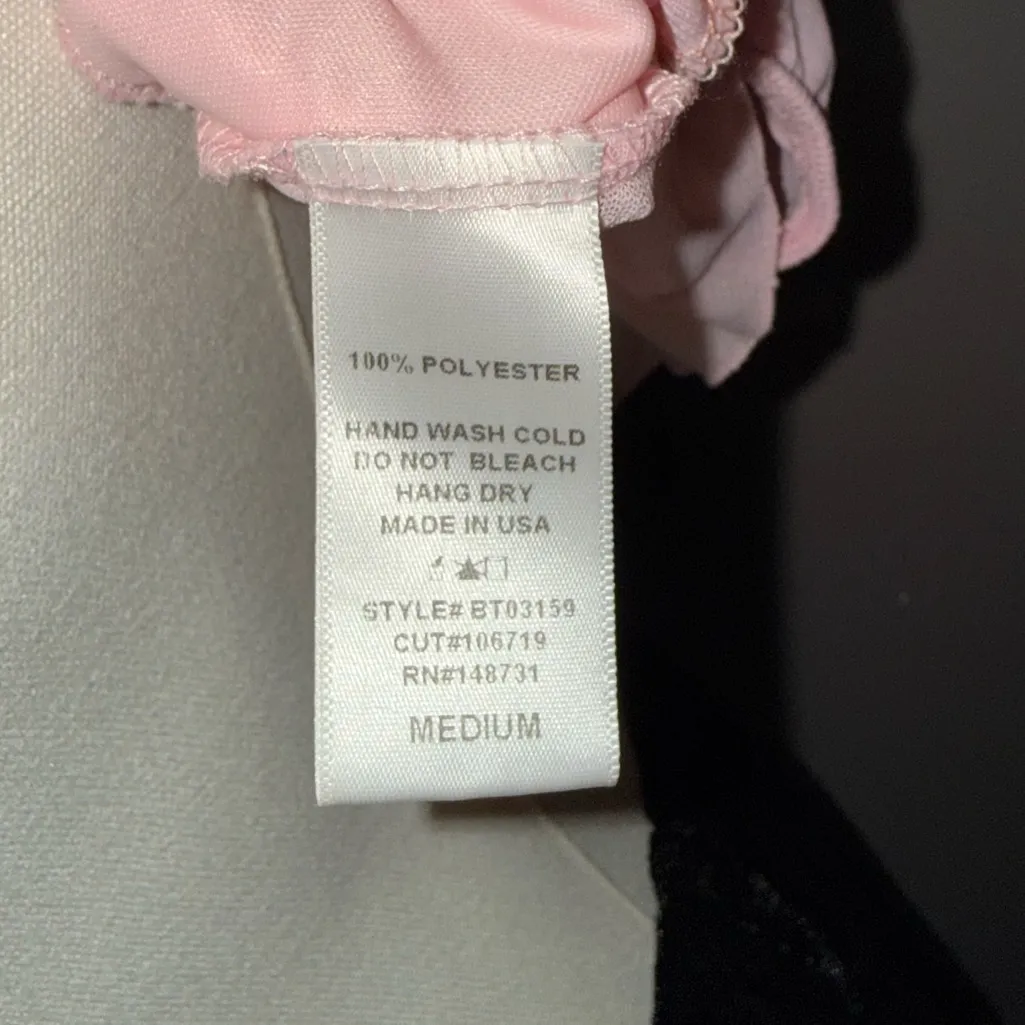 100% POLYESTER
HAND WASH COLD
DO NOT BLEACH
HANG DRY
MADE IN USA
STYLE# BT03159
CUT#106719
RN#148731
MEDIUM